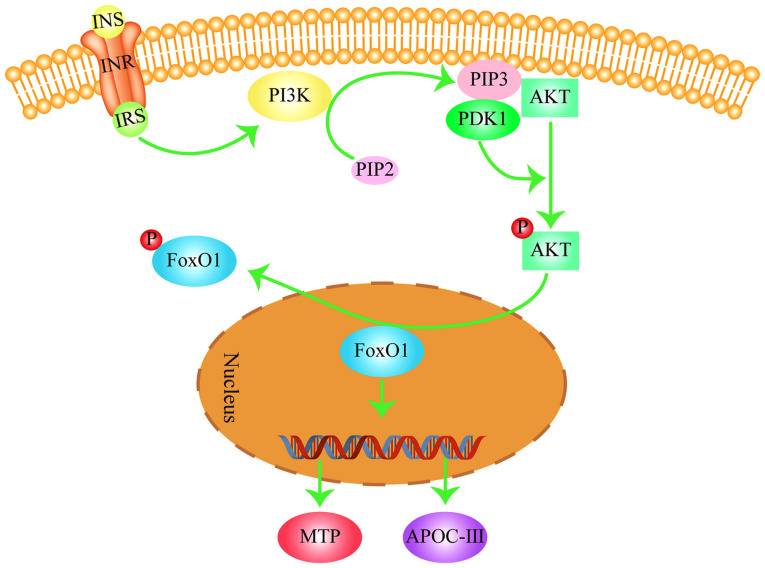 INS
INR
IRS
PI3K
PIP2
PIP3
AKT
PDK1
P
AKT
P
FoxO1
FoxO1
Nucleus
MTP
APOC-III